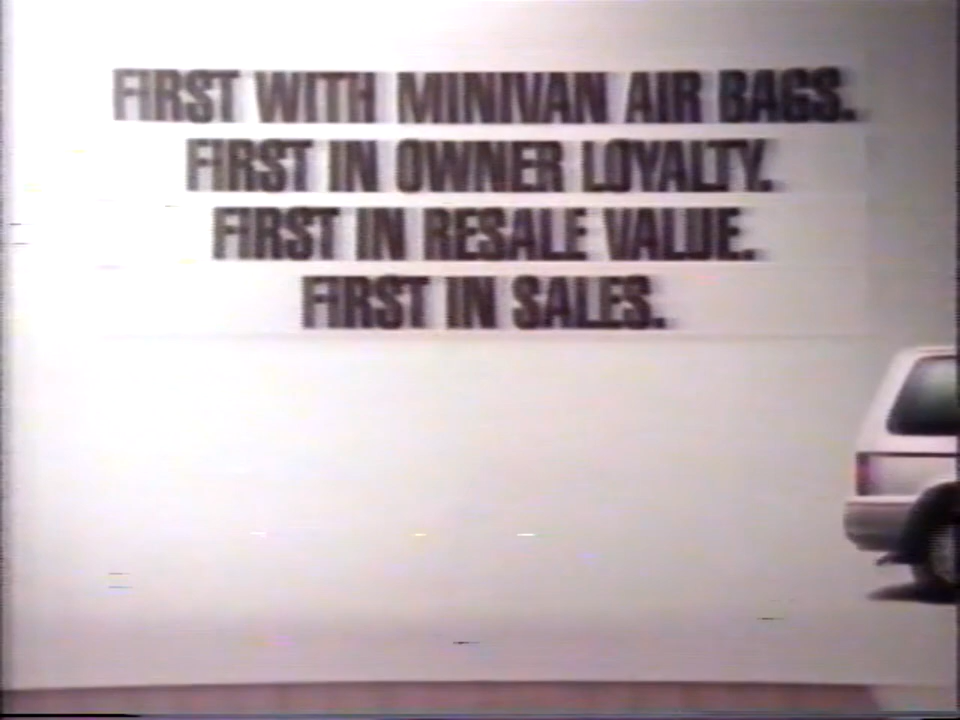 FIRST WITH MINIVAN AIR BAGS.
FIRST IN OWNER LOYALTY.
FIRST IN RESALE VALUE.
FIRST IN SALES.